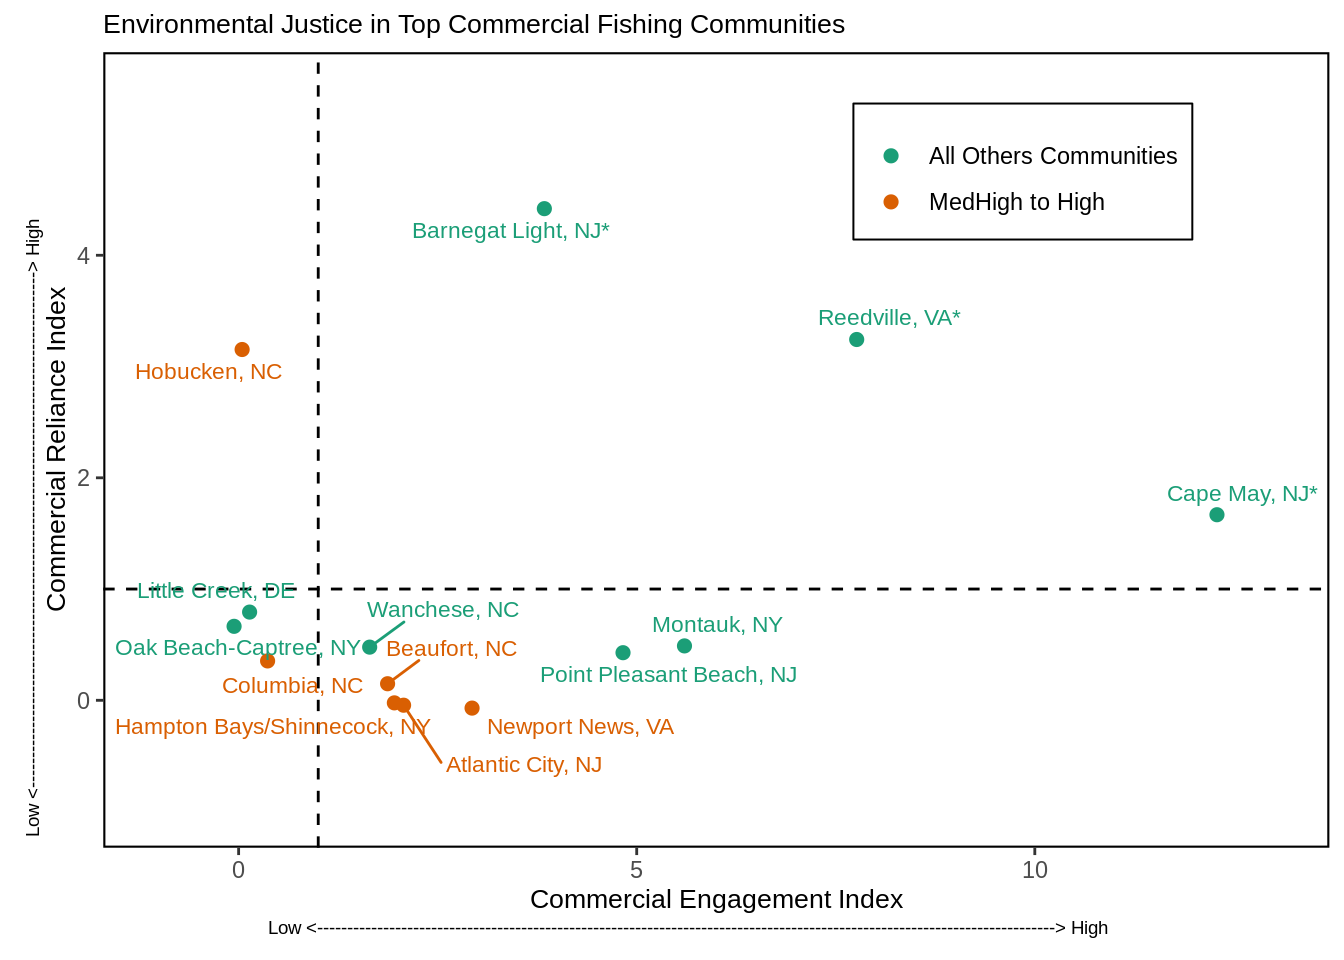 Environmental Justice in Top Commercial Fishing Communities
All Others Communities
MedHigh to High
Barnegat Light, NJ*
Reedville, VA*
Hobucken, NC
Cape May, NJ*
Little Creek, DE
Wanchese, NC
Montauk, NY
Oak Beach-Captree, NY
Beaufort, NC
Point Pleasant Beach, NJ
Columbia, NC
Hampton Bays/Shinnecock, NY
Newport News, VA
Atlantic City, NJ
4
2
0
Commercial Reliance Index
Low <---------------------------------------------------------------------------------------> High
0
5
10
Commercial Engagement Index
Low <----------------------------------------------------------------------------------------------------------------------------> High